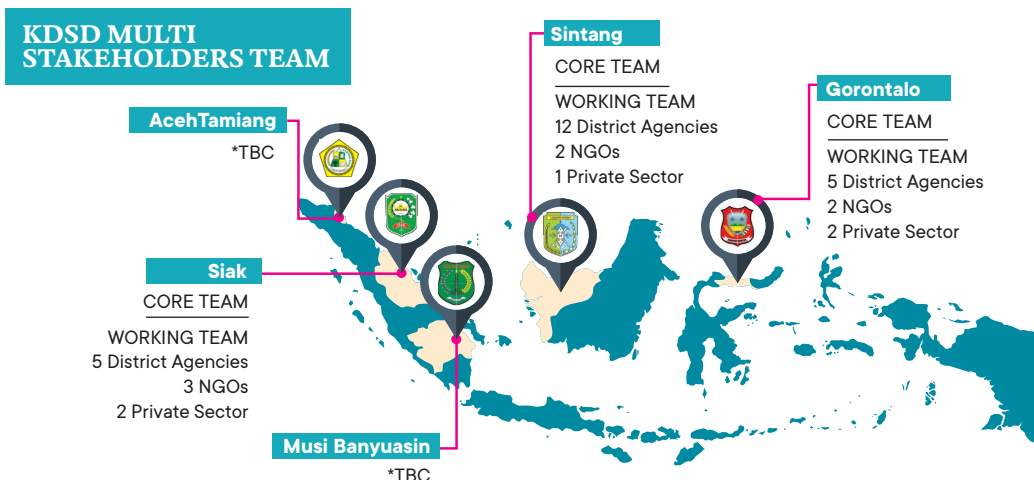 KDSD MULTI
STAKEHOLDERS TEAM
AcehTamiang
*TBC
Siak
CORE TEAM
WORKING TEAM
5 District Agencies
3 NGOs
2 Private Sector
Musi Banyuasin
*TBC
Sintang
CORE TEAM
WORKING TEAM
12 District Agencies
2 NGOs
1 Private Sector
Gorontalo
CORE TEAM
WORKING TEAM
5 District Agencies
2 NGOs
2 Private Sector